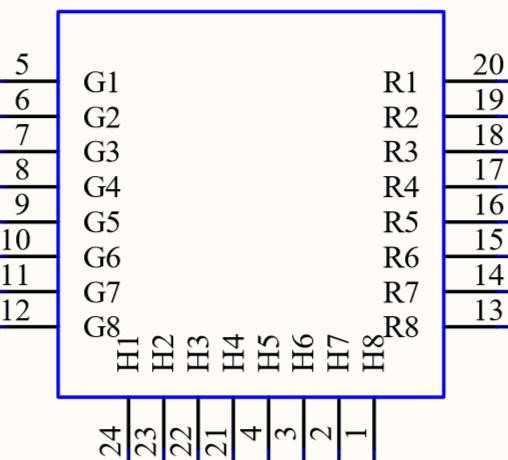 5 G1 R1 20
6 G2 R2 19
7 G3 R3 18
8 G4 R4 17
9 G5 R5 16
10 G6 R6 15
11 G7 R7 14
12 G8 R8 13
H1 H2 H3 H4 H5 H6 H7 H8
24 23 22 21 4 3 2 1